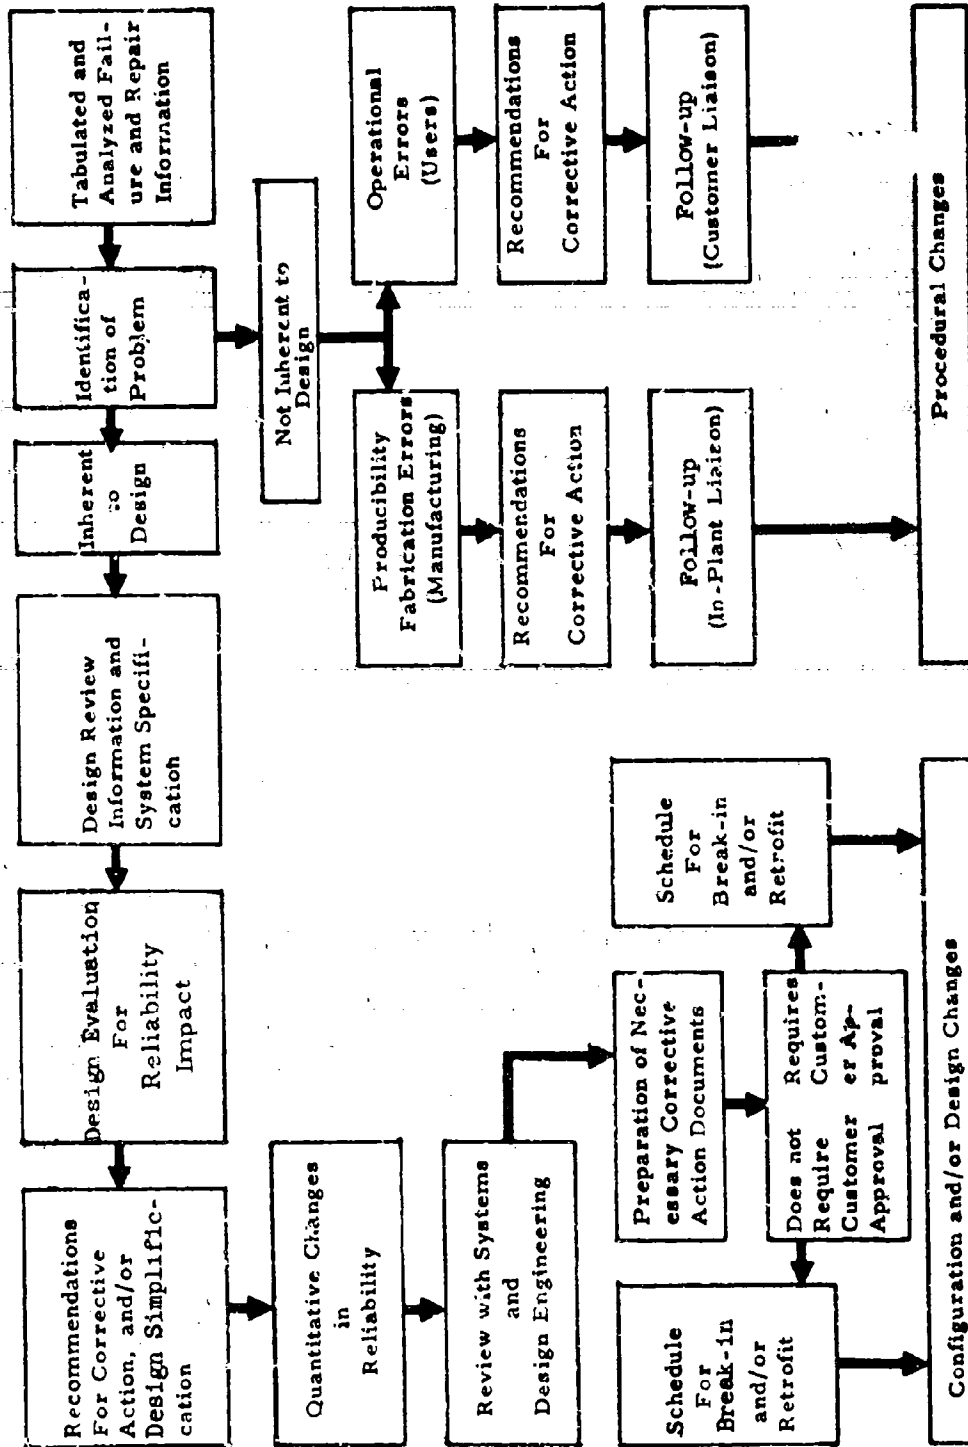 Recommendations
For Corrective
Action, and/or
Design Simplific-
cation
Design Evaluation
For
Reliability
Impact
Design Review
Information and
System Specifi-
cation
Inherent
to
Design
Identifica-
tion of
Problem
Tabulated and
Analyzed Fail-
ure and Repair
Information
Not Inherent to
Design
Quantitative Changes
in
Reliability
Producibility
Fabrication Errors
(Manufacturing)
Operational
Errors
(Users)
Review with Systems
and
Design Engineering
Recommendations
For
Corrective Action
Recommendations
For
Corrective Action
Preparation of Nec-
essary Corrective
Action Documents
Follow-up
(In-Plant Liaison)
Follow-up
(Customer Liaison)
Schedule
For
Break-in
and/or
Retrofit
Does not
Require
Customer
Approval
Requires
Custom-
er Ap-
proval
Schedule
For
Break-in
and/or
Retrofit
Configuration and/or Design Changes
Procedural Changes